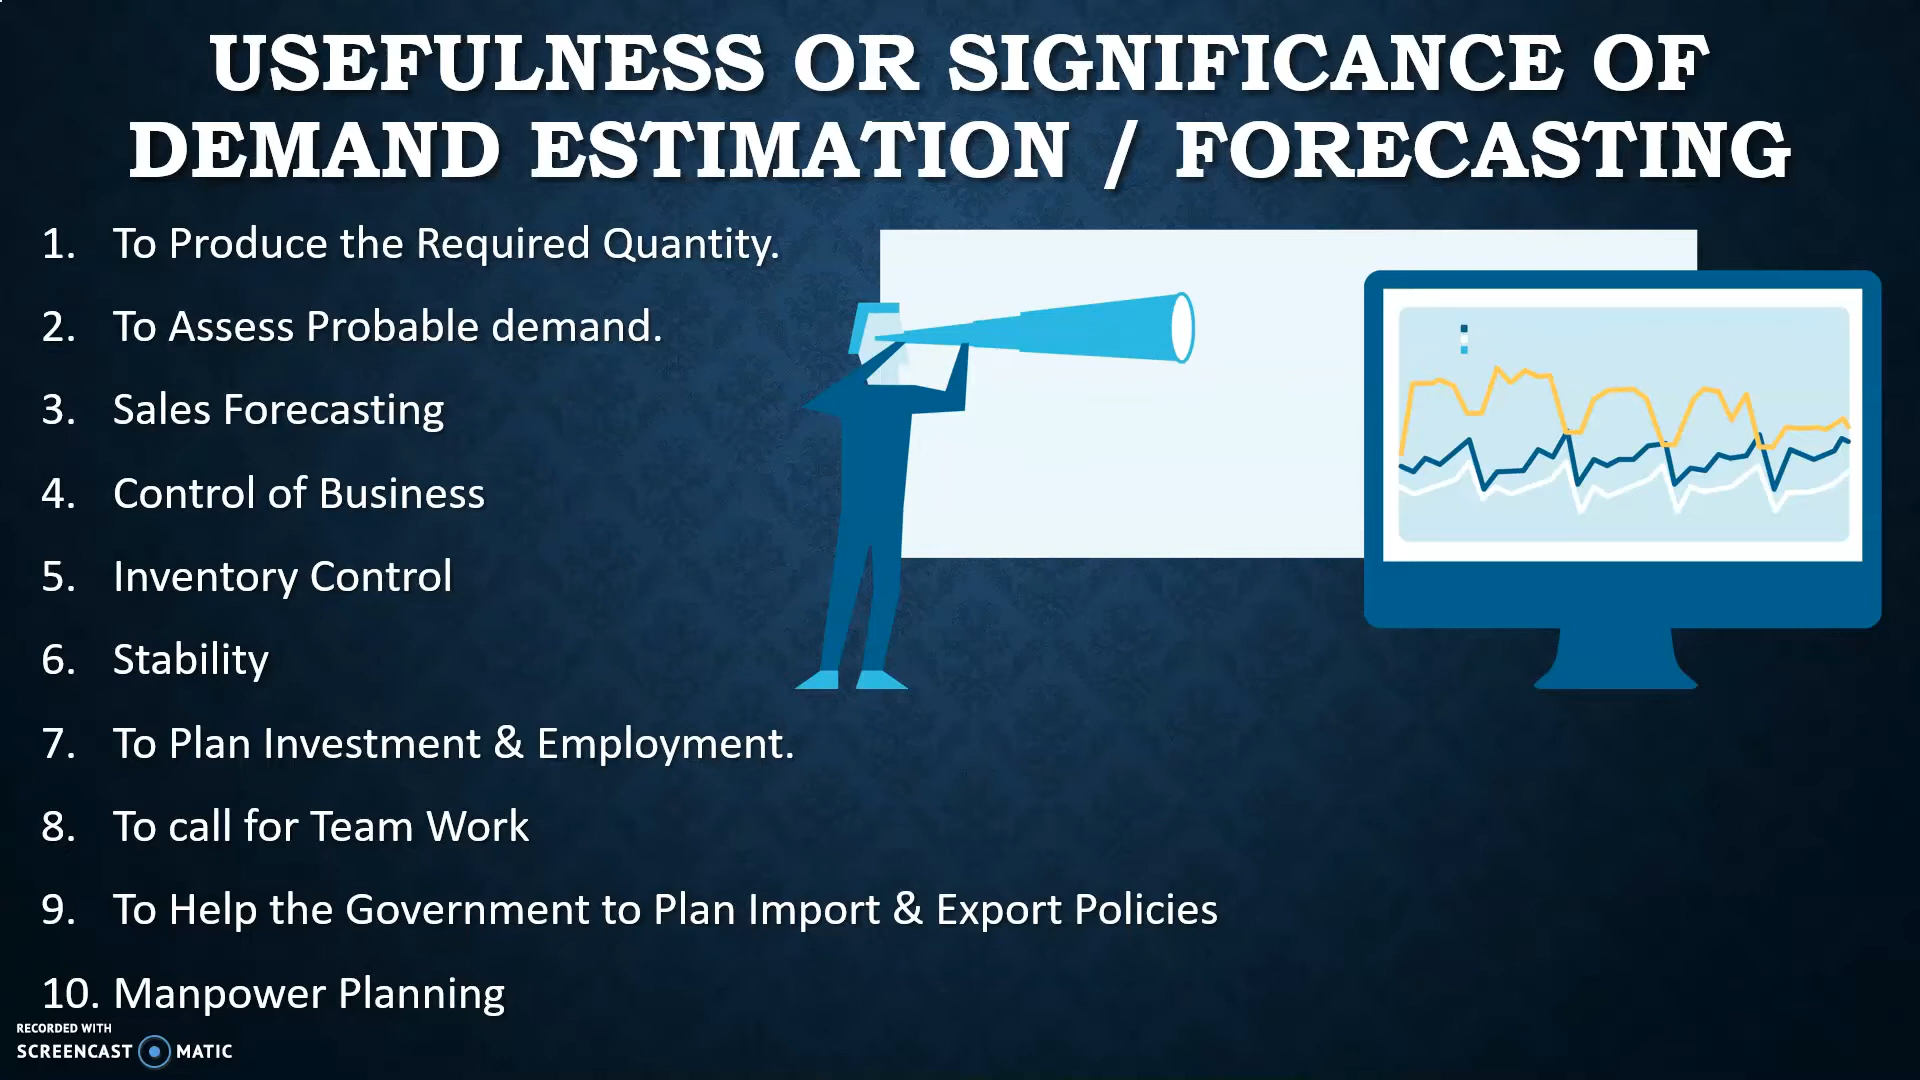 USEFULNESS OR SIGNIFICANCE OF
DEMAND ESTIMATION / FORECASTING
1. To Produce the Required Quantity.
2. To Assess Probable demand.
3. Sales Forecasting
4. Control of Business
5. Inventory Control
6. Stability
7. To Plan Investment & Employment.
8. To call for Team Work
9. To Help the Government to Plan Import & Export Policies
10. Manpower Planning
RECORDED WITH
SCREENCAST MATIC